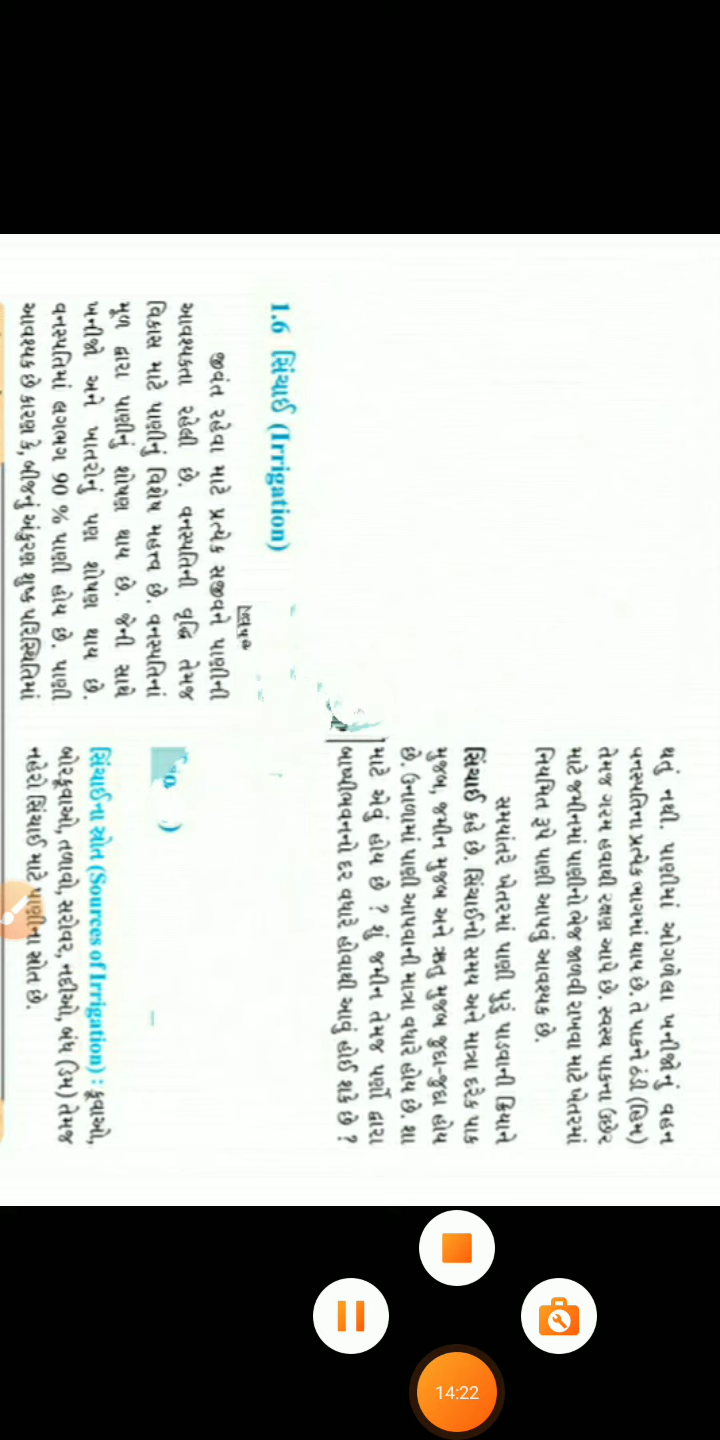 1.6 સિંચાઈ (Irrigation)
જીવંત રહેવા માટે પ્રત્યેક સજીવને પાણીની
આવશ્યકતા રહેલી છે. વનસ્પતિની વૃદ્ધિ તેમજ
વિકાસ માટે પાણીનું વિશેષ મહત્ત્વ છે. વનસ્પતિનાં
મૂળ દ્વારા પાણીનું શોષણ થાય છે. જેની સાથે
ખનીજો અને ખાતરોનું પણ શોષણ થાય છે.
વનસ્પતિમાં લગભગ 90 % પાણી હોય છે. પાણી
આવશ્યક છે કારણ કે, બીજનું અંકુરણ શુષ્ક પરિસ્થિતિમાં
થતું નથી. પાણીમાં ઓગળેલા ખનીજોનું વહન
વનસ્પતિના પ્રત્યેક ભાગમાં થાય છે. તે પાકને ઠંડી (હિમ)
તેમજ ગરમ હવાથી રક્ષણ આપે છે. સ્વસ્થ પાકના ઉછેર
માટે જમીનમાં પાણીનો ભેજ જાળવી રાખવા માટે ખેતરમાં
નિયમિત રૂપે પાણી આપવું આવશ્યક છે.
સમયાંતરે ખેતરમાં પાણી પૂરું પાડવાની ક્રિયાને
સિંચાઈ કહે છે. સિંચાઈનો સમય અને માત્રા દરેક પાક
મુજબ, જમીન મુજબ અને ઋતુ મુજબ જુદા-જુદા હોય
છે. ઉનાળામાં પાણી આપવાની માત્રા વધારે હોય છે. શા
માટે એવું હોય છે ? શું જમીન તેમજ પર્ણો દ્વારા
બાષ્પીભવનનો દર વધારે હોવાથી આવું હોઈ શકે છે ?
સિંચાઈના સ્રોત (Sources of Irrigation) : કૂવાઓ,
બોરકૂવાઓ, તળાવો, સરોવર, નદીઓ, બંધ (ડેમ) તેમજ
નહેરો સિંચાઈ માટે પાણીના સ્રોત છે.
14:22